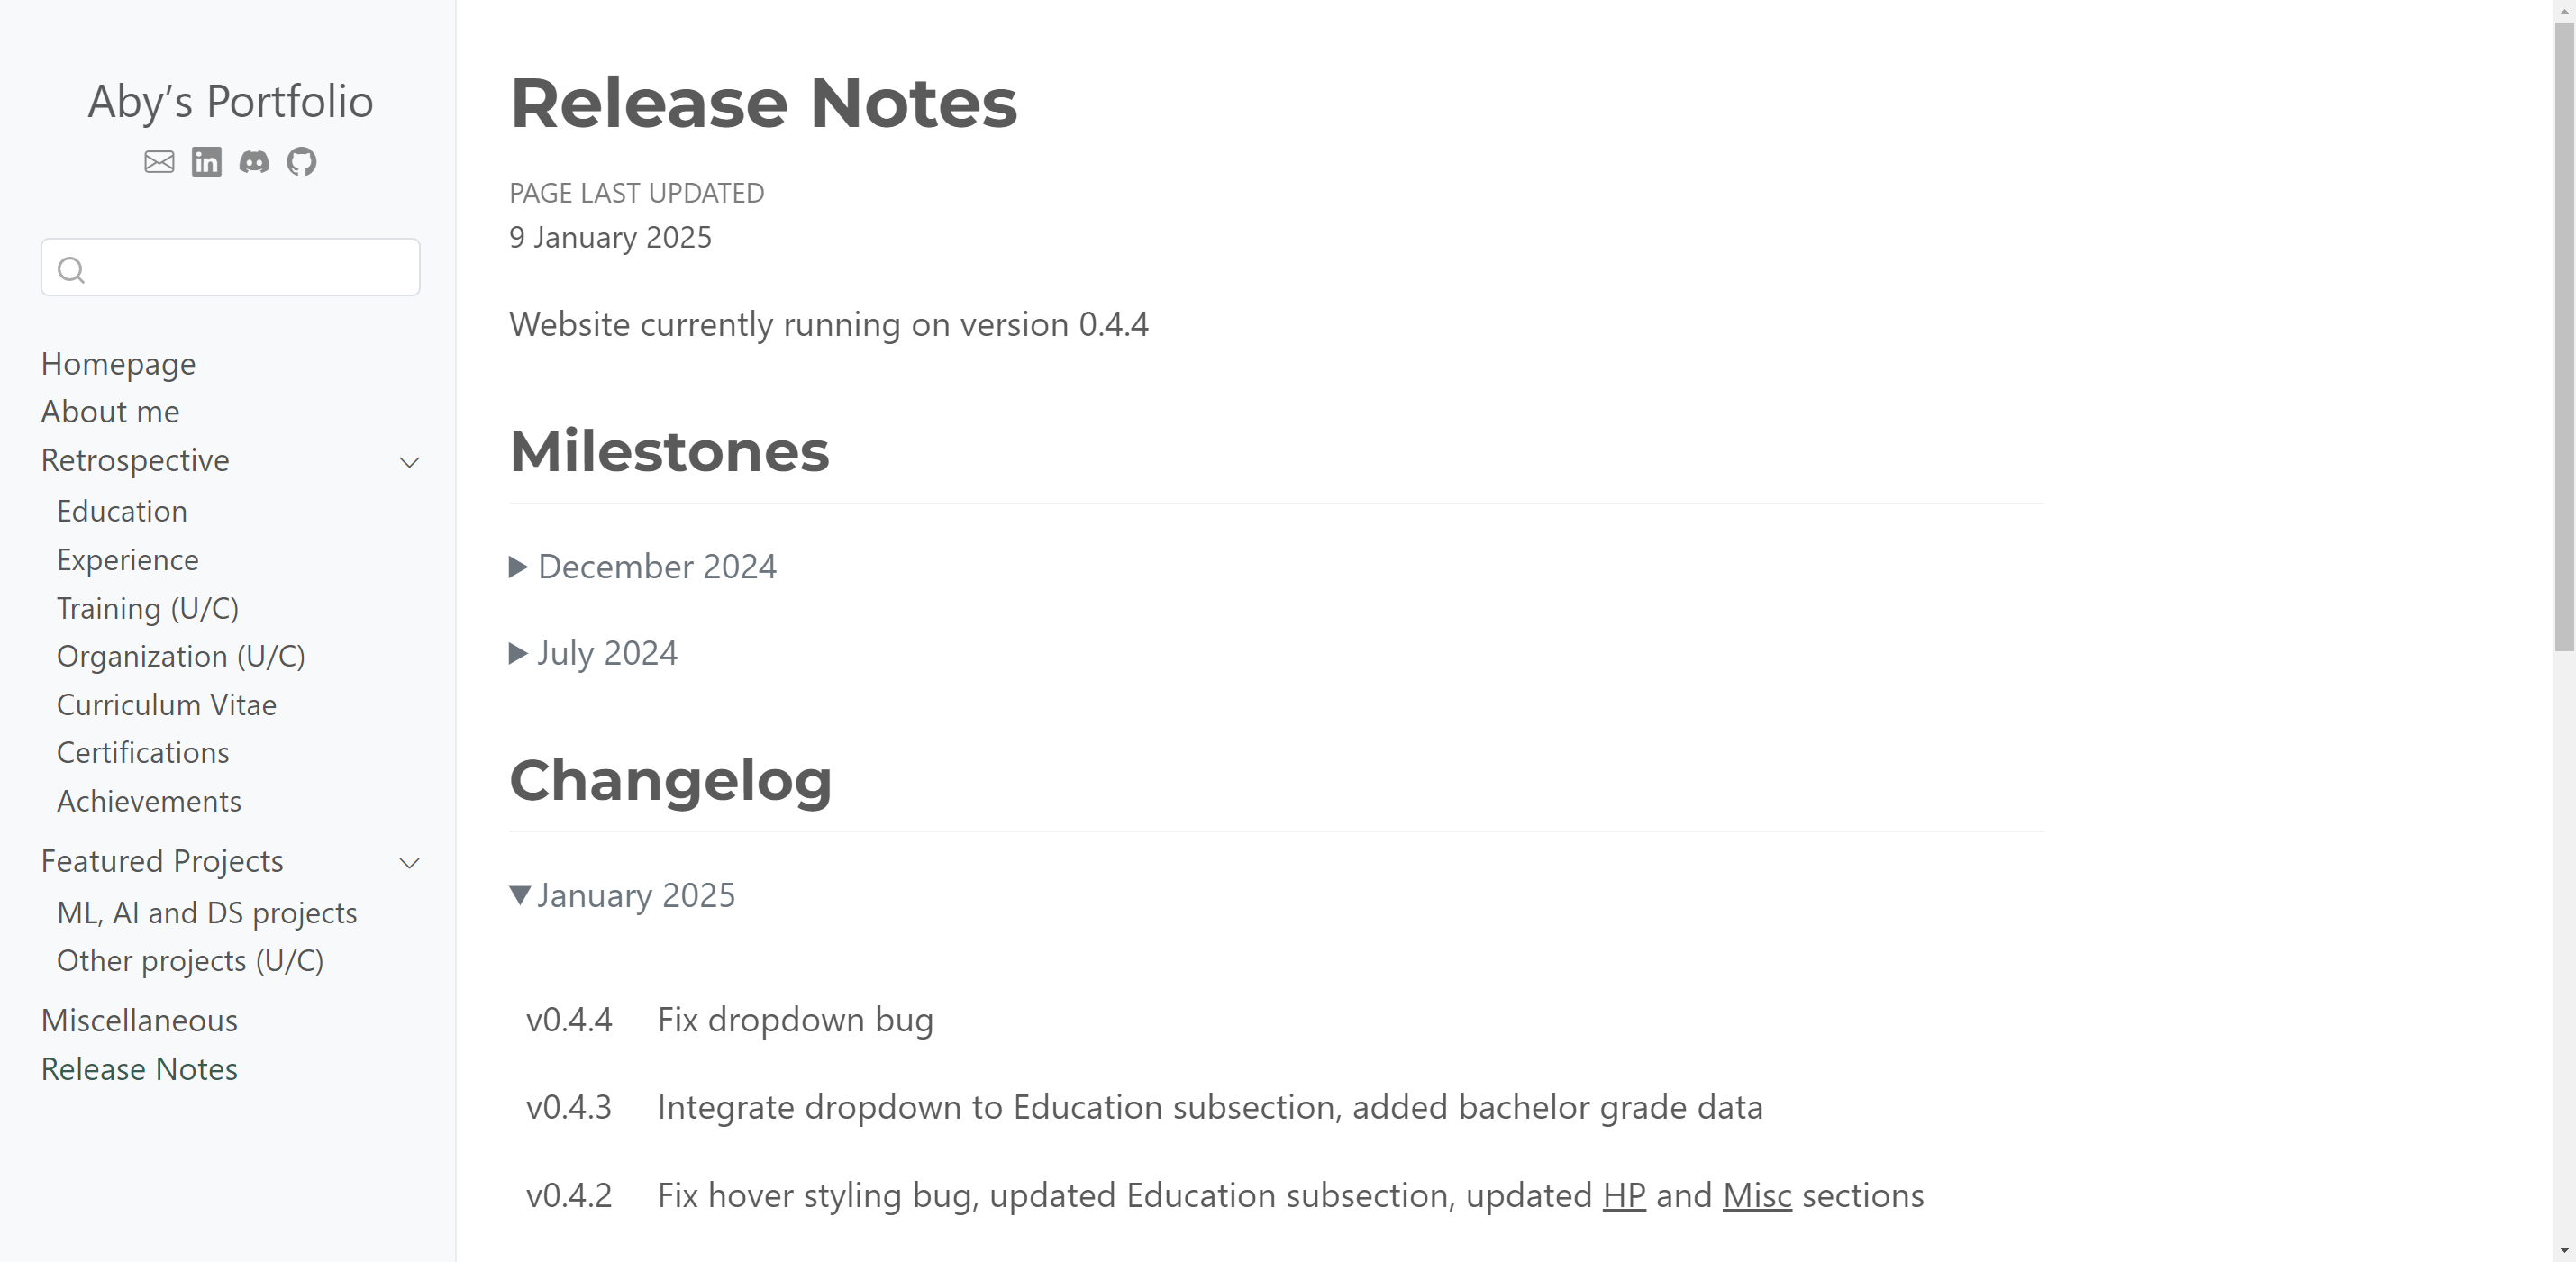 Aby’s Portfolio
Homepage
About me
Retrospective
Education
Experience
Training (U/C)
Organization (U/C)
Curriculum Vitae
Certifications
Achievements
Featured Projects
ML, AI and DS projects
Other projects (U/C)
Miscellaneous
Release Notes
Release Notes
PAGE LAST UPDATED
9 January 2025
Website currently running on version 0.4.4
Milestones
December 2024
July 2024
Changelog
January 2025
v0.4.4 Fix dropdown bug
v0.4.3 Integrate dropdown to Education subsection, added bachelor grade data
v0.4.2 Fix hover styling bug, updated Education subsection, updated HP and Misc sections